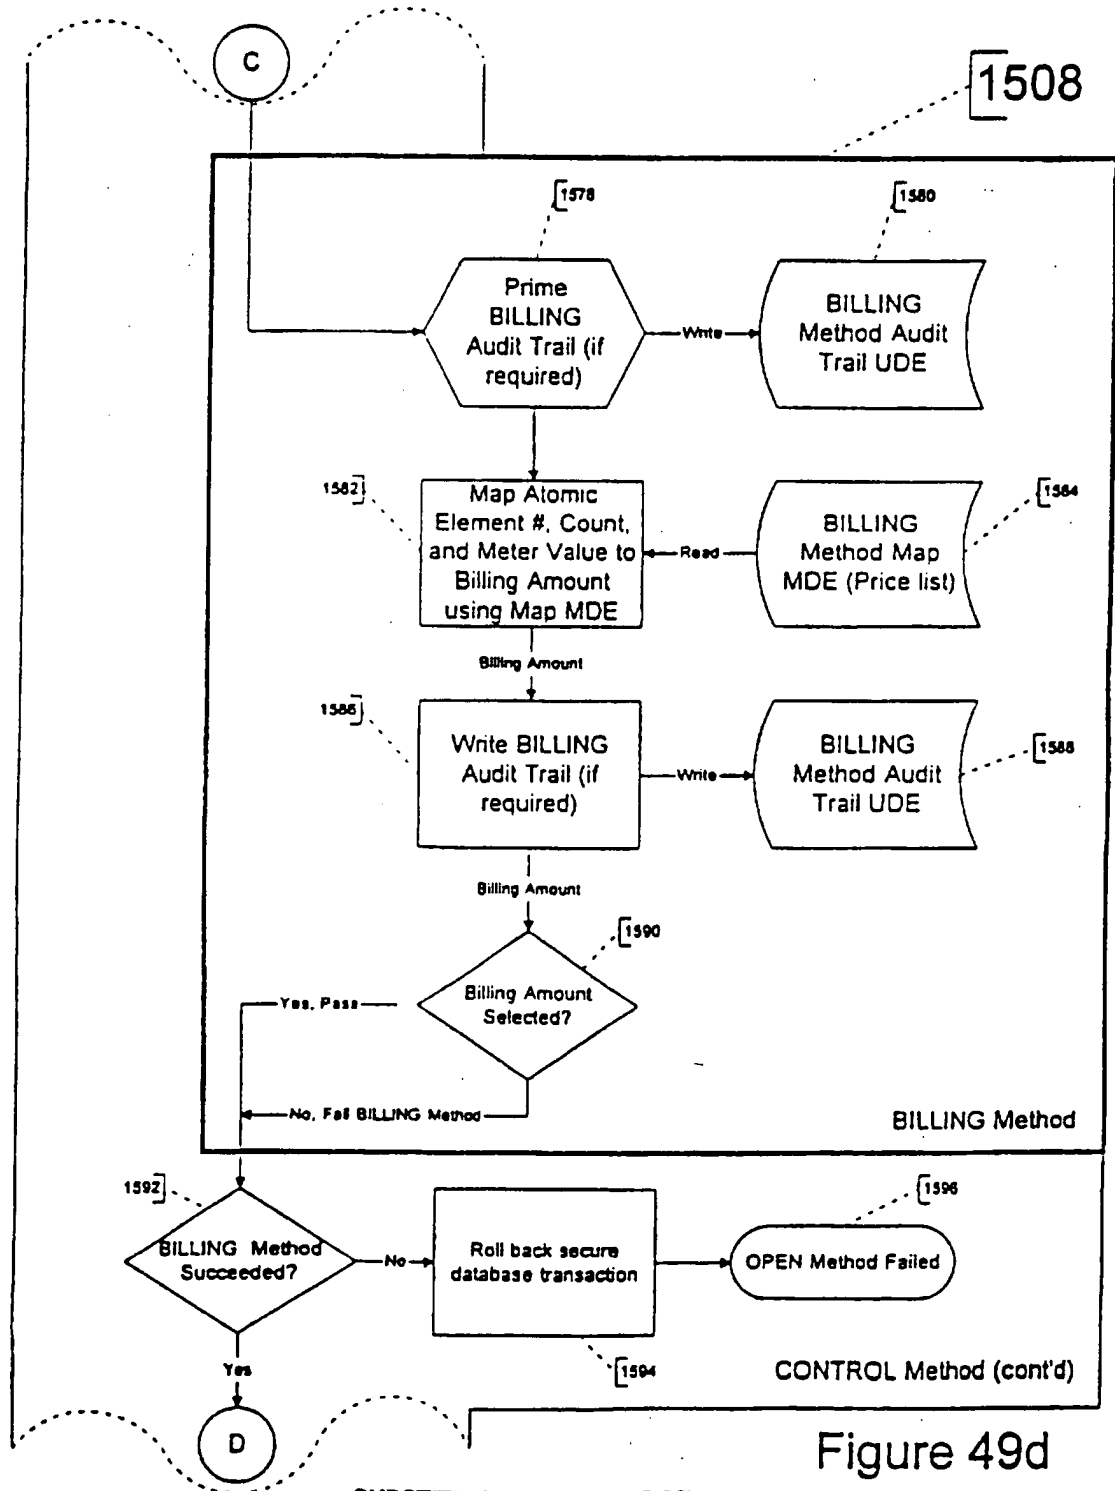 C
1508
1578
1580
Prime
BILLING
Audit Trail (if
required)
Write
BILLING
Method Audit
Trail UDE
1582
1584
Map Atomic
Element #, Count,
and Meter Value to
Billing Amount
using Map MDE
Read
BILLING
Method Map
MDE (Price list)
Billing Amount
1586
1588
Write BILLING
Audit Trail (if
required)
Write
BILLING
Method Audit
Trail UDE
Billing Amount
1590
Billing Amount
Selected?
Yes, Pass
No, Fail BILLING Method
BILLING Method
1592
1596
BILLING Method
Succeeded?
No
Roll back secure
database transaction
OPEN Method Failed
Yes
1594
CONTROL Method (cont'd)
D
Figure 49d